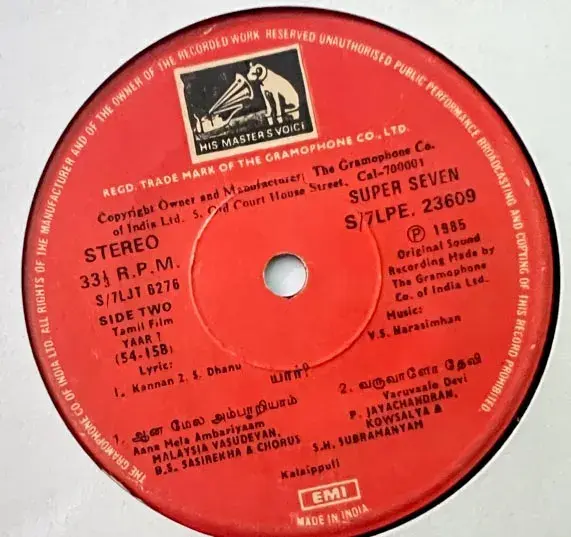 ALL RIGHTS OF THE MANUFACTURER AND OF THE OWNER OF THE RECORDED WORK RESERVED UNAUTHORISED PUBLIC PERFORMANCE BROADCASTING AND COPYING OF THIS RECORD PROHIBITED.
THE GRAMOPHONE CO. OF INDIA LTD.
HIS MASTER'S VOICE
REGD. TRADE MARK OF THE GRAMOPHONE CO., LTD.
Copyright Owner and Manufacturer: The Gramophone Co.
of India Ltd. 5, Old Court House Street, Cal-700001
STEREO
33⅓ R.P.M.
S/7LJT 6276
SIDE TWO
Tamil Film
YAAR ?
(54-158)
Lyric:
1. Kannan 2. S. Dhanu
SUPER SEVEN
S/7LPE. 23609
Ⓟ 1985
Original Sound
Recording Made by
The Gramophone
Co. of India Ltd.
Music:
V.S. Narasimhan
யார்?
1. ஆன மேல அம்பாறியாம்
Aana Mela Ambariyaam
MALAYSIA VASUDEVAN,
B.S. SASIREKHA & CHORUS
2. வருவாளோ தேவி
Varuvaalo Devi
P. JAYACHANDRAN,
KOWSALYA &
S.H. SUBRAMANYAM
Kalaippuli
EMI
MADE IN INDIA